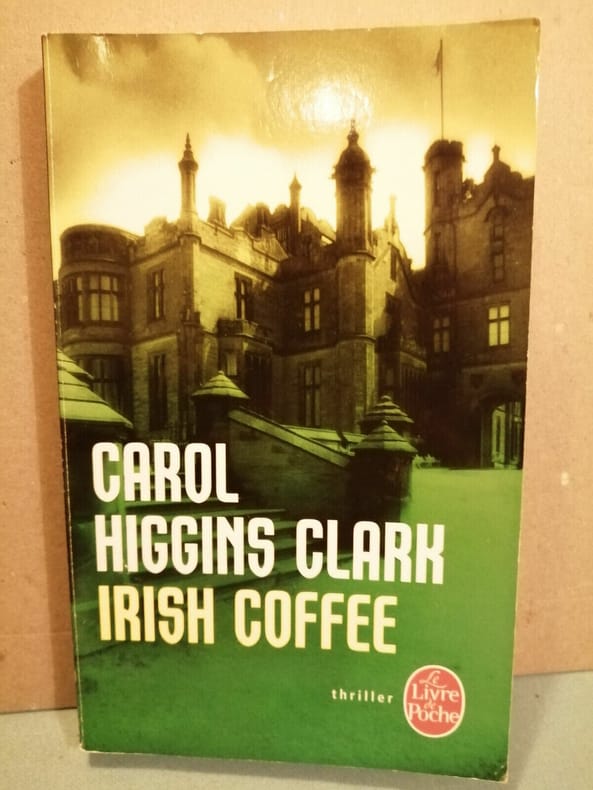 CAROL
HIGGINS CLARK
IRISH COFFEE
thriller
Le
Livre
de
Poche